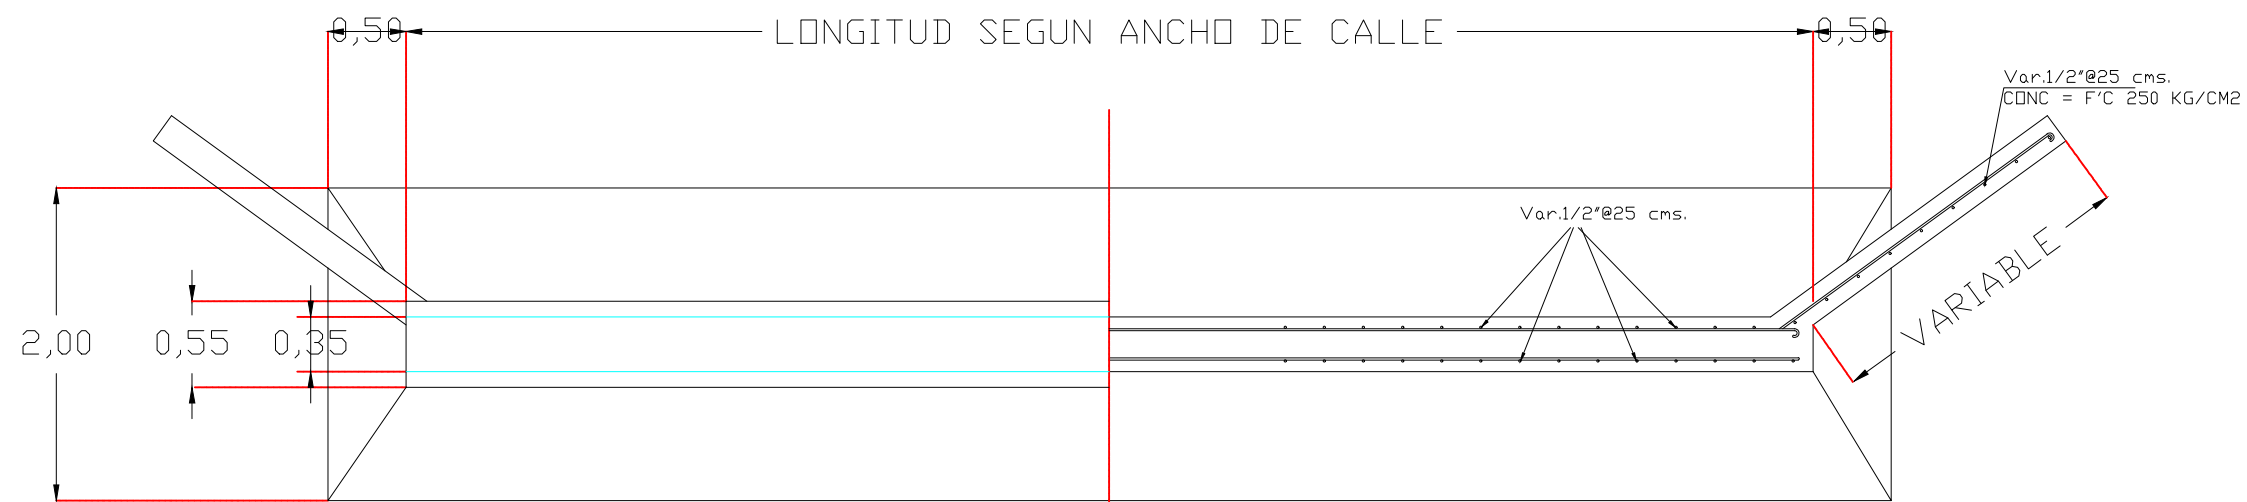 0,50
LONGITUD SEGUN ANCHO DE CALLE
0,50
Var.1/2"@25 cms.
CONC = F'C 250 KG/CM2
Var.1/2"@25 cms.
VARIABLE
2,00
0,55
0,35